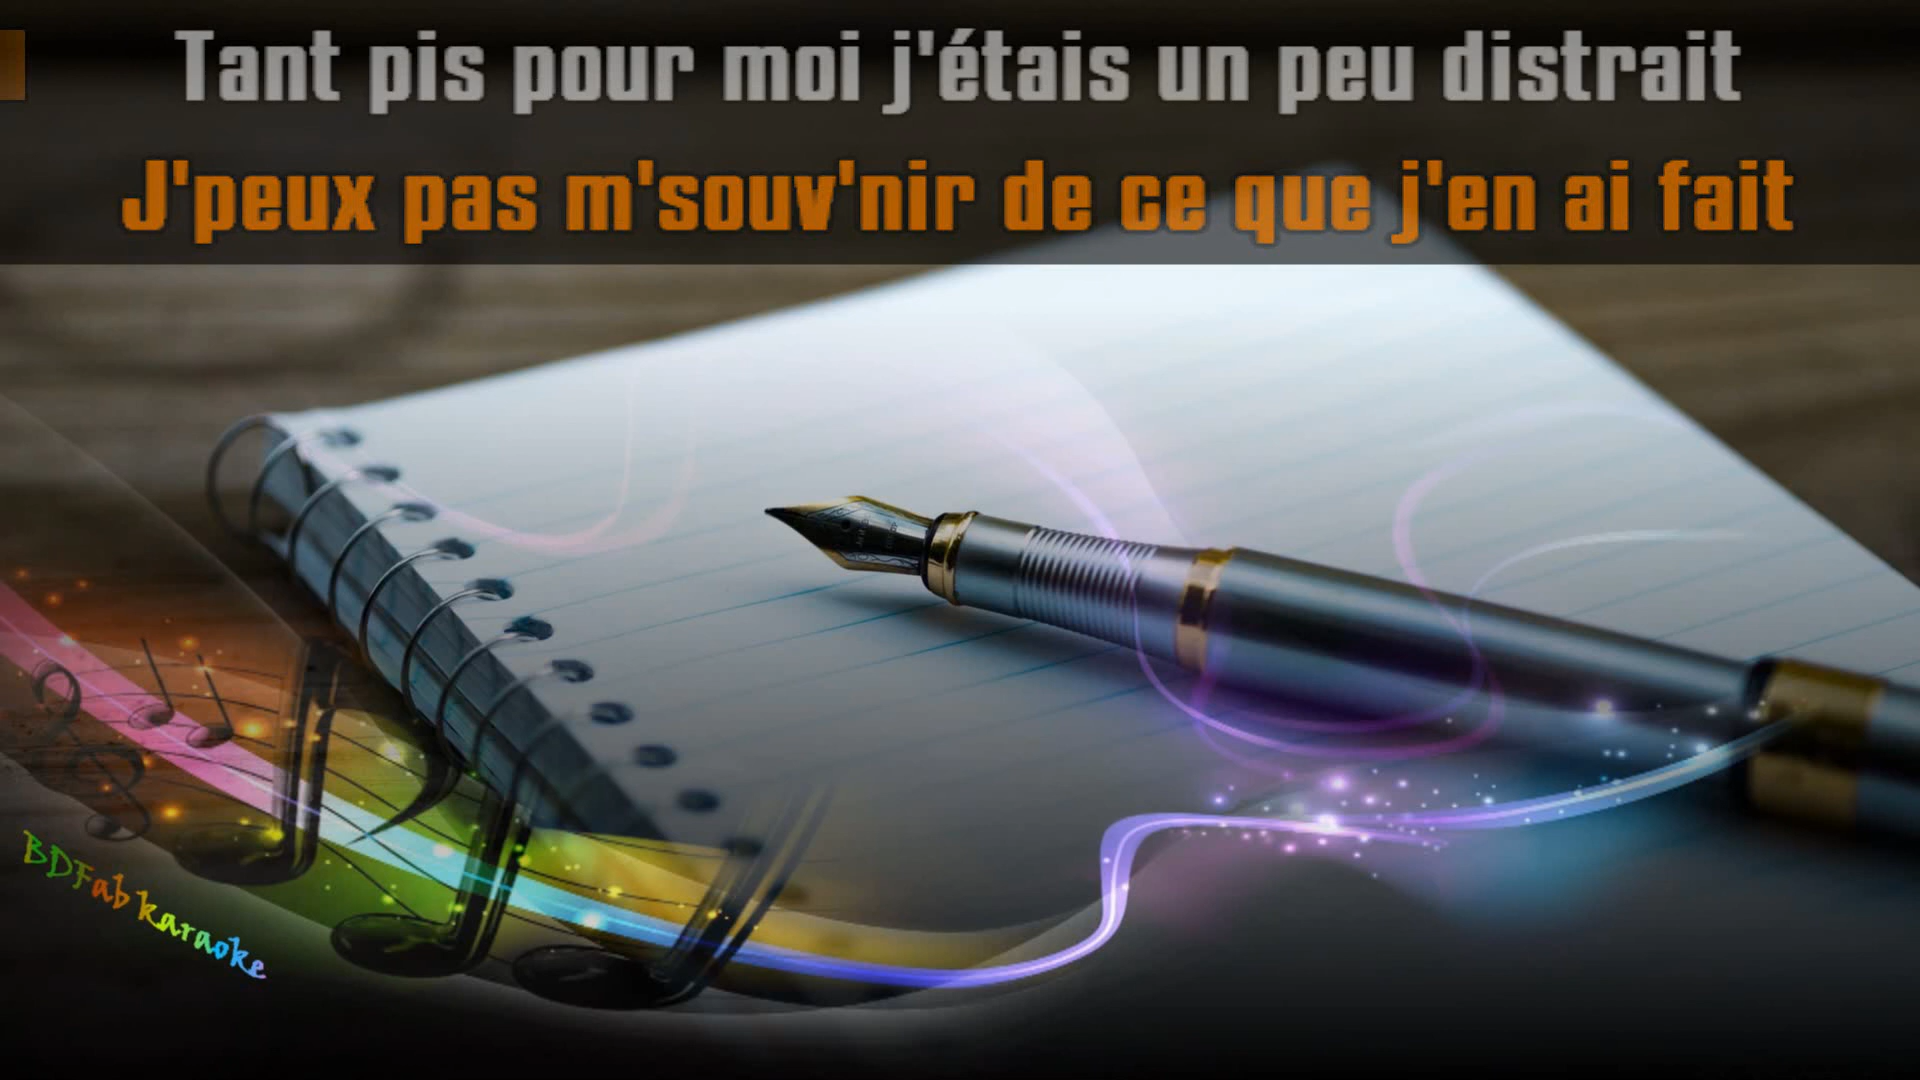 Tant pis pour moi j'étais un peu distrait
J'peux pas m'souv'nir de ce que j'en ai fait
BDFab karaoke